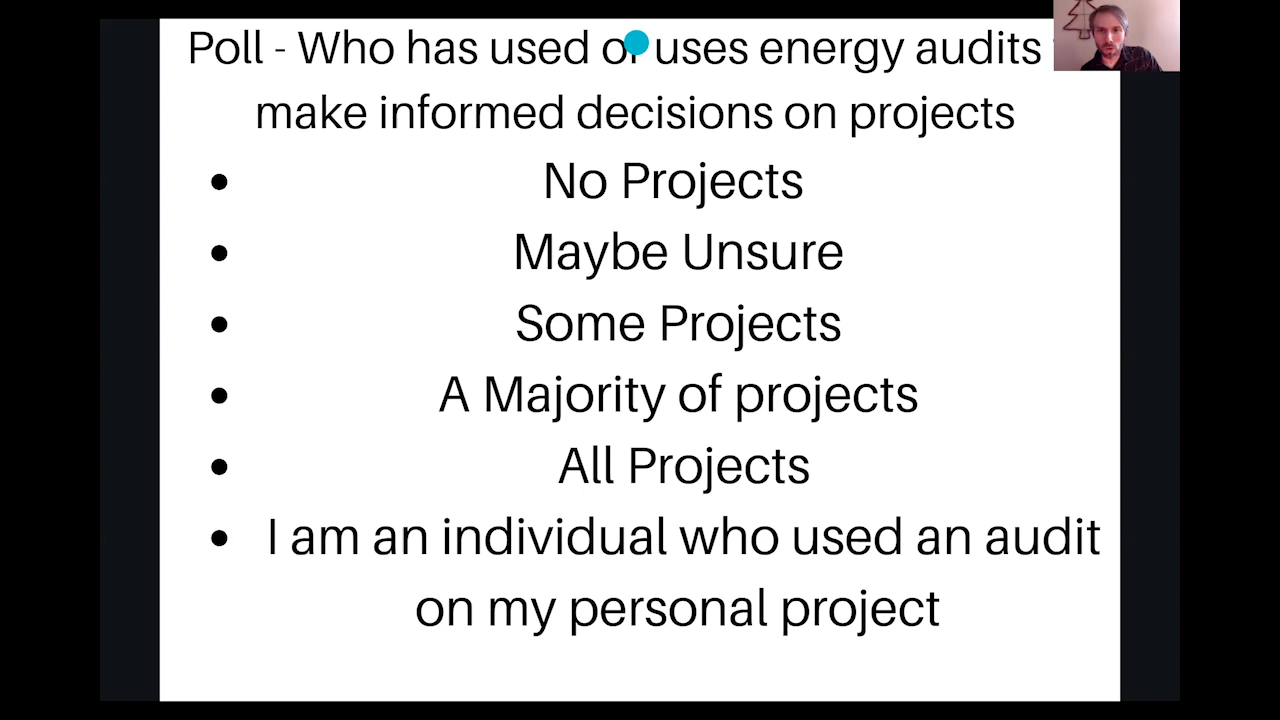 Poll - Who has used or uses energy audits
make informed decisions on projects
No Projects
Maybe Unsure
Some Projects
A Majority of projects
All Projects
I am an individual who used an audit
on my personal project